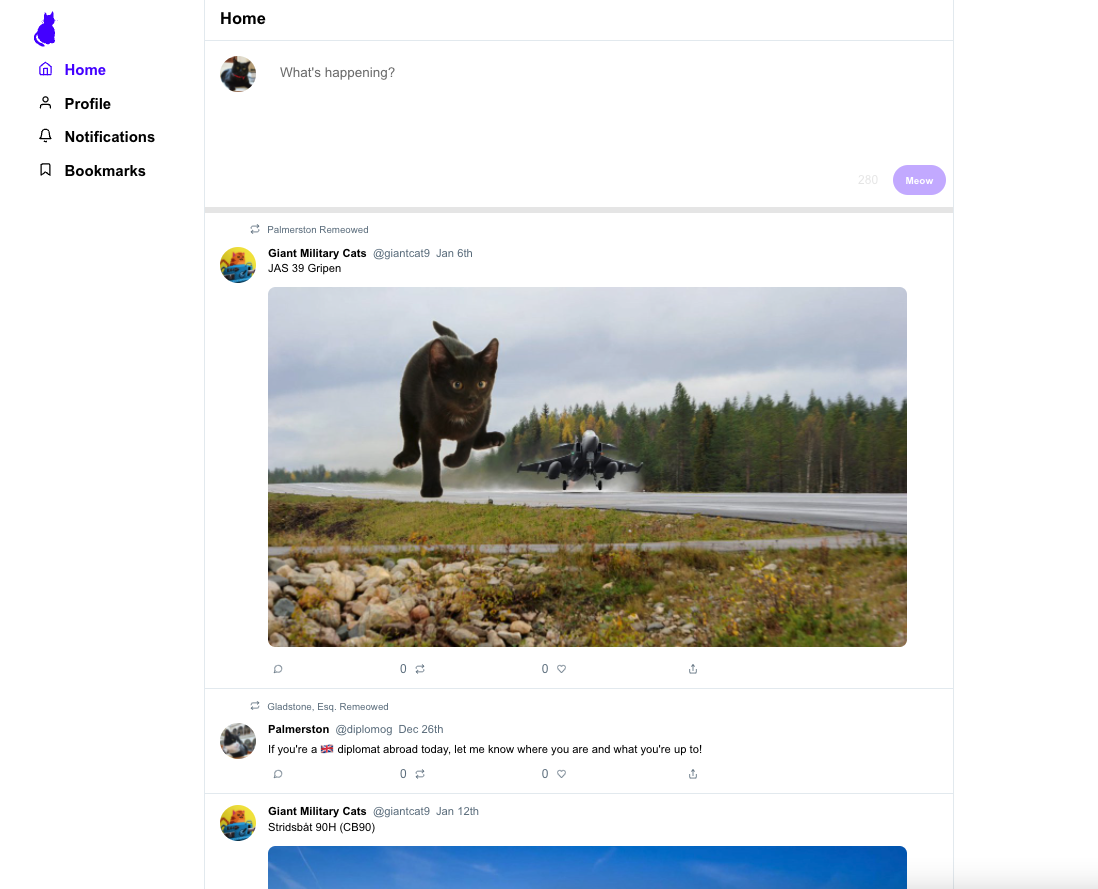 Home
Home
Profile
Notifications
Bookmarks
What's happening?
280
Meow
Palmerston Remeowed
Giant Military Cats @giantcat9 Jan 6th
JAS 39 Gripen
0 0
Gladstone, Esq. Remeowed
Palmerston @diplomog Dec 26th
If you're a 🇬🇧 diplomat abroad today, let me know where you are and what you're up to!
0 0
Giant Military Cats @giantcat9 Jan 12th
Stridsbåt 90H (CB90)